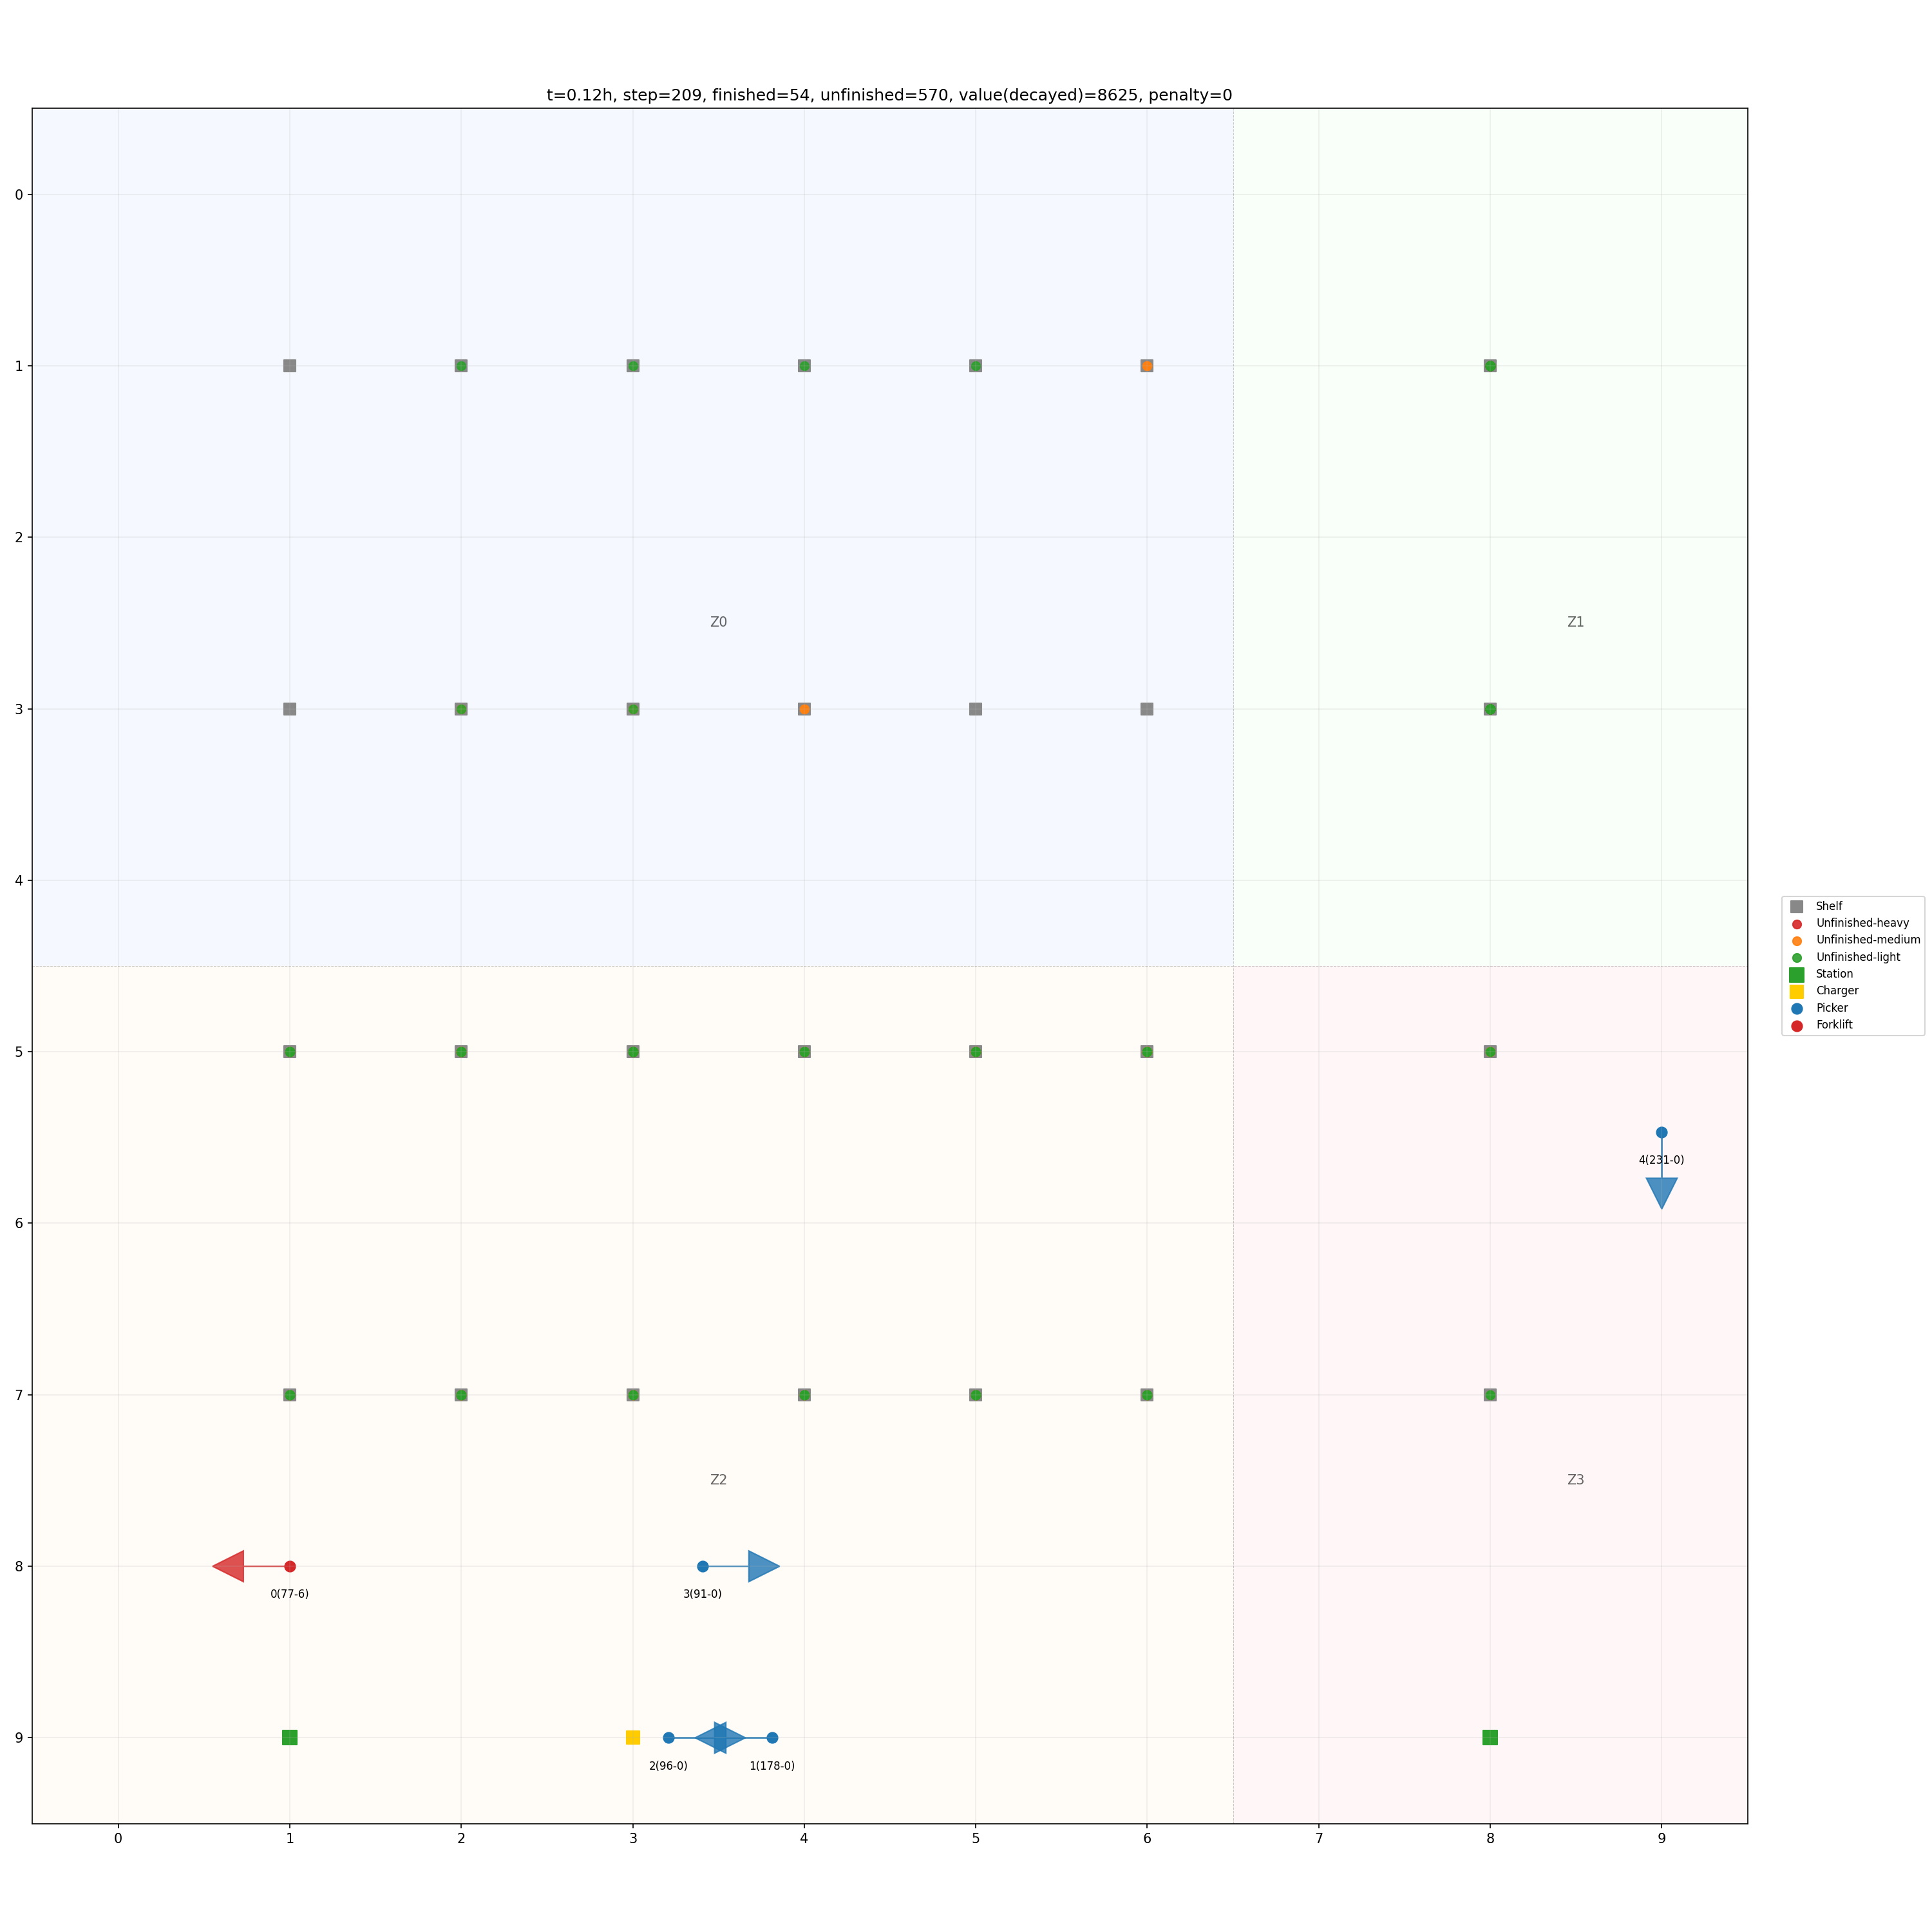 t=0.12h, step=209, finished=54, unfinished=570, value(decayed)=8625, penalty=0
0
1
2
Z0
Z1
3
4
Shelf
Unfinished-heavy
Unfinished-medium
Unfinished-light
Station
Charger
Picker
Forklift
5
4(231-0)
6
7
Z2
Z3
8
0(77-6)
3(91-0)
9
2(96-0)
1(178-0)
0
1
2
3
4
5
6
7
8
9